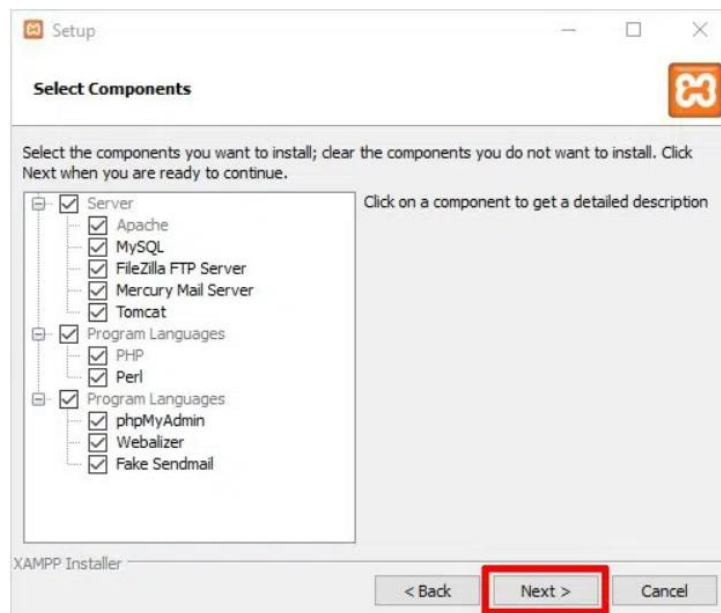 Setup
Select Components
Select the components you want to install; clear the components you do not want to install. Click
Next when you are ready to continue.
Server
Apache
MySQL
FileZilla FTP Server
Mercury Mail Server
Tomcat
Program Languages
PHP
Perl
Program Languages
phpMyAdmin
Webalizer
Fake Sendmail
Click on a component to get a detailed description
XAMPP Installer
< Back
Next >
Cancel